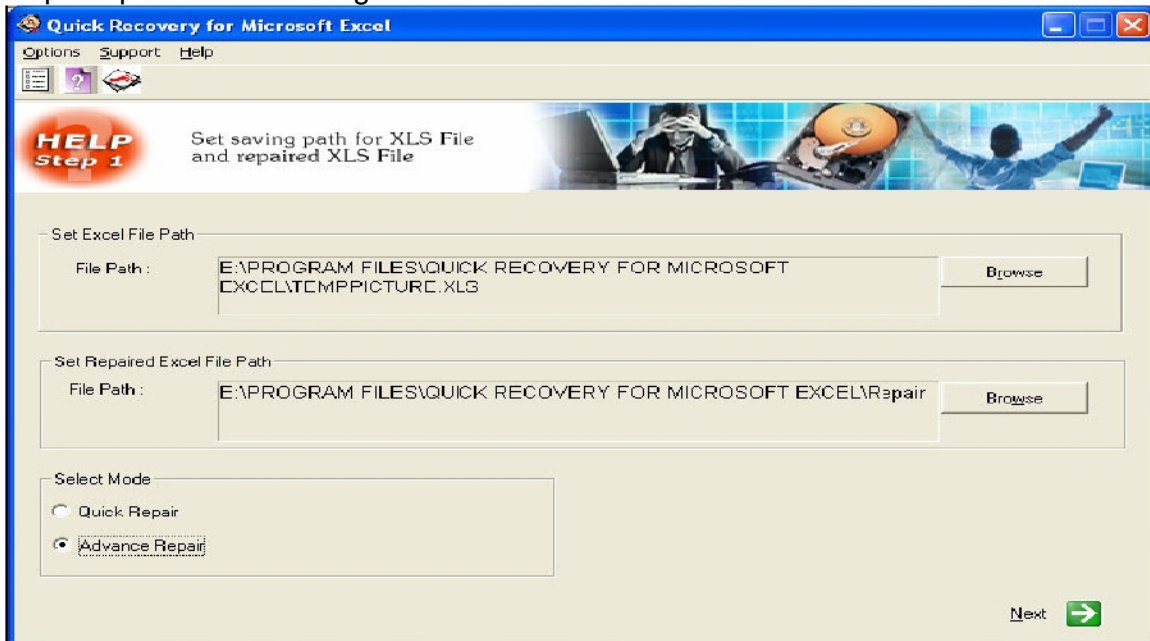 Quick Recovery for Microsoft Excel
Options Support Help
HELP
Step 1
Set saving path for XLS File
and repaired XLS File
Set Excel File Path
File Path :
E:\PROGRAM FILES\QUICK RECOVERY FOR MICROSOFT
EXCEL\TEMPPICTURE.XLS
Browse
Set Repaired Excel File Path
File Path :
E:\PROGRAM FILES\QUICK RECOVERY FOR MICROSOFT EXCEL\Repair
Browse
Select Mode
Quick Repair
Advance Repair
Next